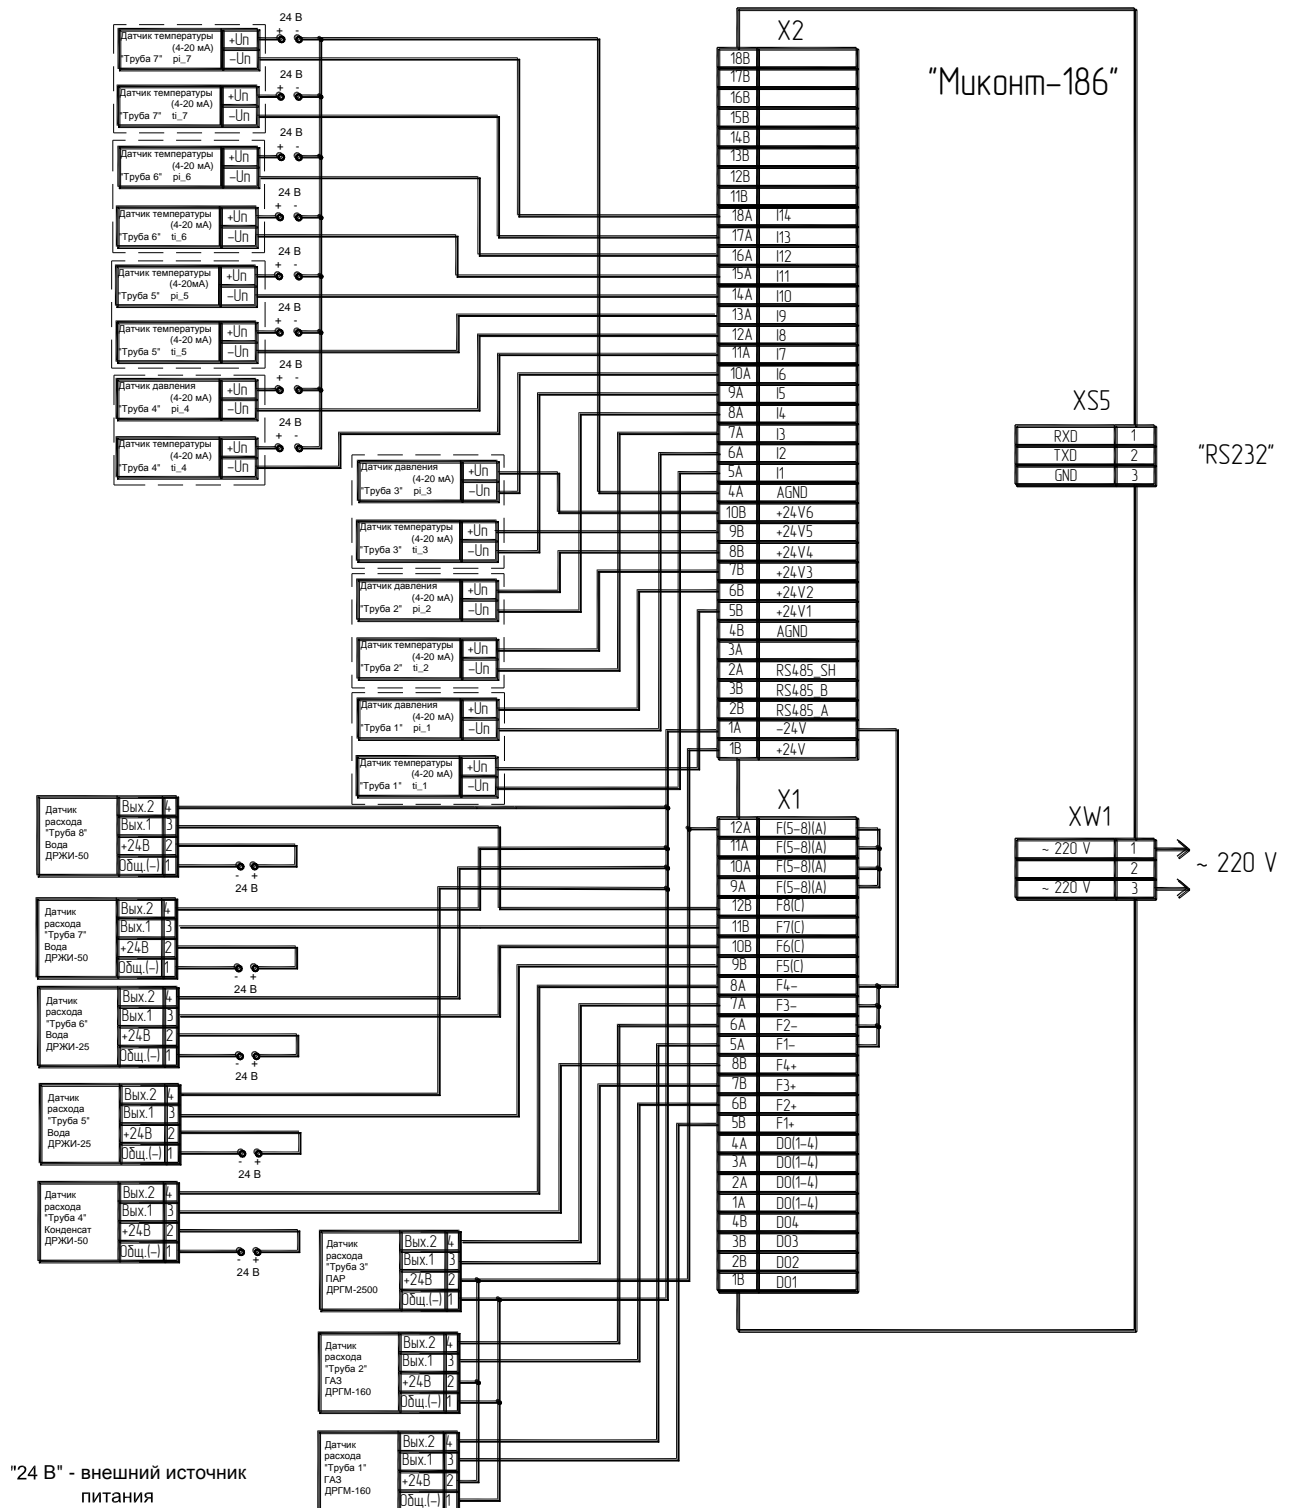 24 В
+ -
Датчик температуры
(4-20 мА)
"Труба 7" pi_7
+Un
–Un
24 В
+ -
Датчик температуры
(4-20 мА)
"Труба 7" ti_7
+Un
–Un
24 В
+ -
Датчик температуры
(4-20 мА)
"Труба 6" pi_6
+Un
–Un
24 В
+ -
Датчик температуры
(4-20 мА)
"Труба 6" ti_6
+Un
–Un
24 В
+ -
Датчик температуры
(4-20мА)
"Труба 5" pi_5
+Un
–Un
24 В
+ -
Датчик температуры
(4-20 мА)
"Труба 5" ti_5
+Un
–Un
24 В
+ -
Датчик давления
(4-20 мА)
"Труба 4" pi_4
+Un
–Un
24 В
+ -
Датчик температуры
(4-20 мА)
"Труба 4" ti_4
+Un
–Un
Датчик давления
(4-20 мА)
"Труба 3" pi_3
+Un
–Un
Датчик температуры
(4-20 мА)
"Труба 3" ti_3
+Un
–Un
Датчик давления
(4-20 мА)
"Труба 2" pi_2
+Un
–Un
Датчик температуры
(4-20 мА)
"Труба 2" ti_2
+Un
–Un
Датчик давления
(4-20 мА)
"Труба 1" pi_1
+Un
–Un
Датчик температуры
(4-20 мА)
"Труба 1" ti_1
+Un
–Un
Датчик
расхода
"Труба 8"
Вода
ДРЖИ-50
Вых.2 4
Вых.1 3
+24В 2
Общ.(–) 1
- +
24 В
Датчик
расхода
"Труба 7"
Вода
ДРЖИ-50
Вых.2 4
Вых.1 3
+24В 2
Общ.(–) 1
- +
24 В
Датчик
расхода
"Труба 6"
Вода
ДРЖИ-25
Вых.2 4
Вых.1 3
+24В 2
Общ.(–) 1
- +
24 В
Датчик
расхода
"Труба 5"
Вода
ДРЖИ-25
Вых.2 4
Вых.1 3
+24В 2
Общ.(–) 1
- +
24 В
Датчик
расхода
"Труба 4"
Конденсат
ДРЖИ-50
Вых.2 4
Вых.1 3
+24В 2
Общ.(–) 1
- +
24 В
Датчик
расхода
"Труба 3"
ПАР
ДРГМ-2500
Вых.2 4
Вых.1 3
+24В 2
Общ.(–) 1
Датчик
расхода
"Труба 2"
ГАЗ
ДРГМ-160
Вых.2 4
Вых.1 3
+24В 2
Общ.(–) 1
Датчик
расхода
"Труба 1"
ГАЗ
ДРГМ-160
Вых.2 4
Вых.1 3
+24В 2
Общ.(–) 1
"24 В" - внешний источник
питания
X2
18B
17B
16B
15B
14B
13B
12B
11B
18A I14
17A I13
16A I12
15A I11
14A I10
13A I9
12A I8
11A I7
10A I6
9A I5
8A I4
7A I3
6A I2
5A I1
4A AGND
10B +24V6
9B +24V5
8B +24V4
7B +24V3
6B +24V2
5B +24V1
4B AGND
3A
2A RS485_SH
3B RS485_B
2B RS485_A
1A –24V
1B +24V
X1
12A F(5–8)(A)
11A F(5–8)(A)
10A F(5–8)(A)
9A F(5–8)(A)
12B F8(C)
11B F7(C)
10B F6(C)
9B F5(C)
8A F4–
7A F3–
6A F2–
5A F1–
8B F4+
7B F3+
6B F2+
5B F1+
4A DO(1–4)
3A DO(1–4)
2A DO(1–4)
1A DO(1–4)
4B DO4
3B DO3
2B DO2
1B DO1
"Миконт–186"
XS5
RXD 1
TXD 2
GND 3
"RS232"
XW1
~ 220 V 1
2
~ 220 V 3
~ 220 V